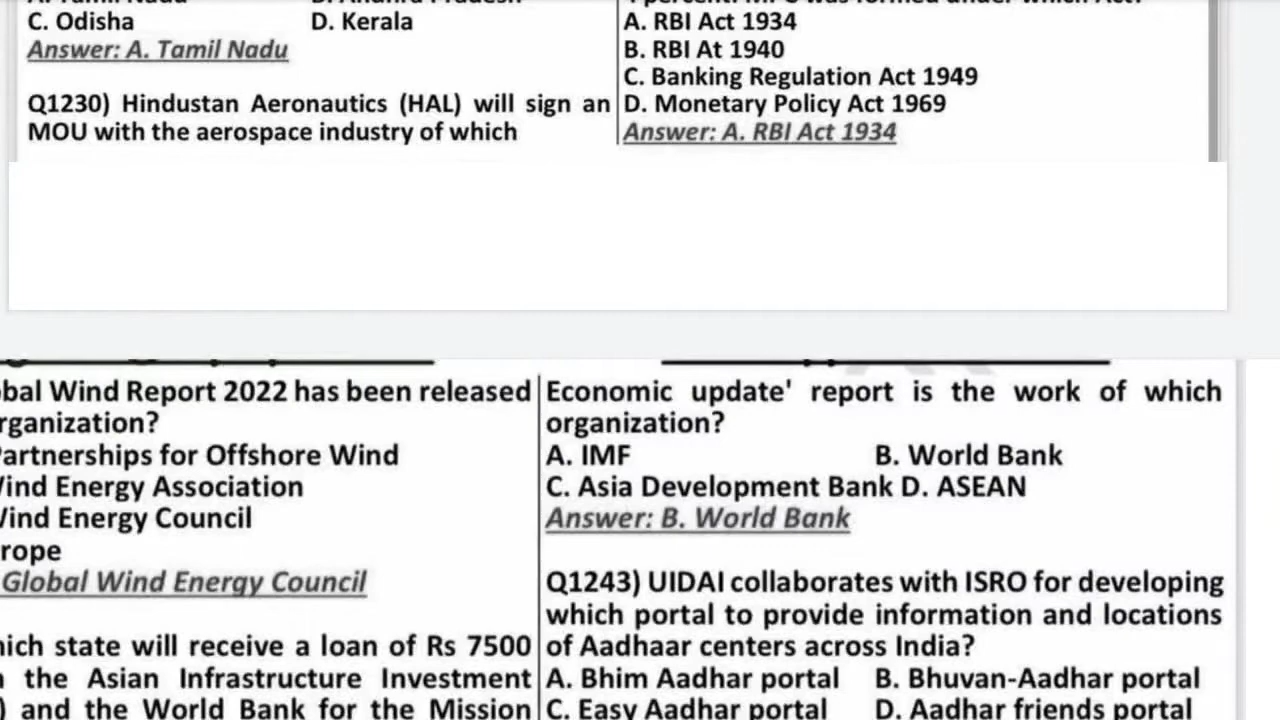 C. Odisha D. Kerala
Answer: A. Tamil Nadu
Q1230) Hindustan Aeronautics (HAL) will sign an
MOU with the aerospace industry of which
A. RBI Act 1934
B. RBI At 1940
C. Banking Regulation Act 1949
D. Monetary Policy Act 1969
Answer: A. RBI Act 1934
bal Wind Report 2022 has been released
rganization?
artnerships for Offshore Wind
ind Energy Association
ind Energy Council
rope
Global Wind Energy Council
ich state will receive a loan of Rs 7500
the Asian Infrastructure Investment
) and the World Bank for the Mission
Economic update' report is the work of which
organization?
A. IMF B. World Bank
C. Asia Development Bank D. ASEAN
Answer: B. World Bank
Q1243) UIDAI collaborates with ISRO for developing
which portal to provide information and locations
of Aadhaar centers across India?
A. Bhim Aadhar portal B. Bhuvan-Aadhar portal
C. Easy Aadhar portal D. Aadhar friends portal